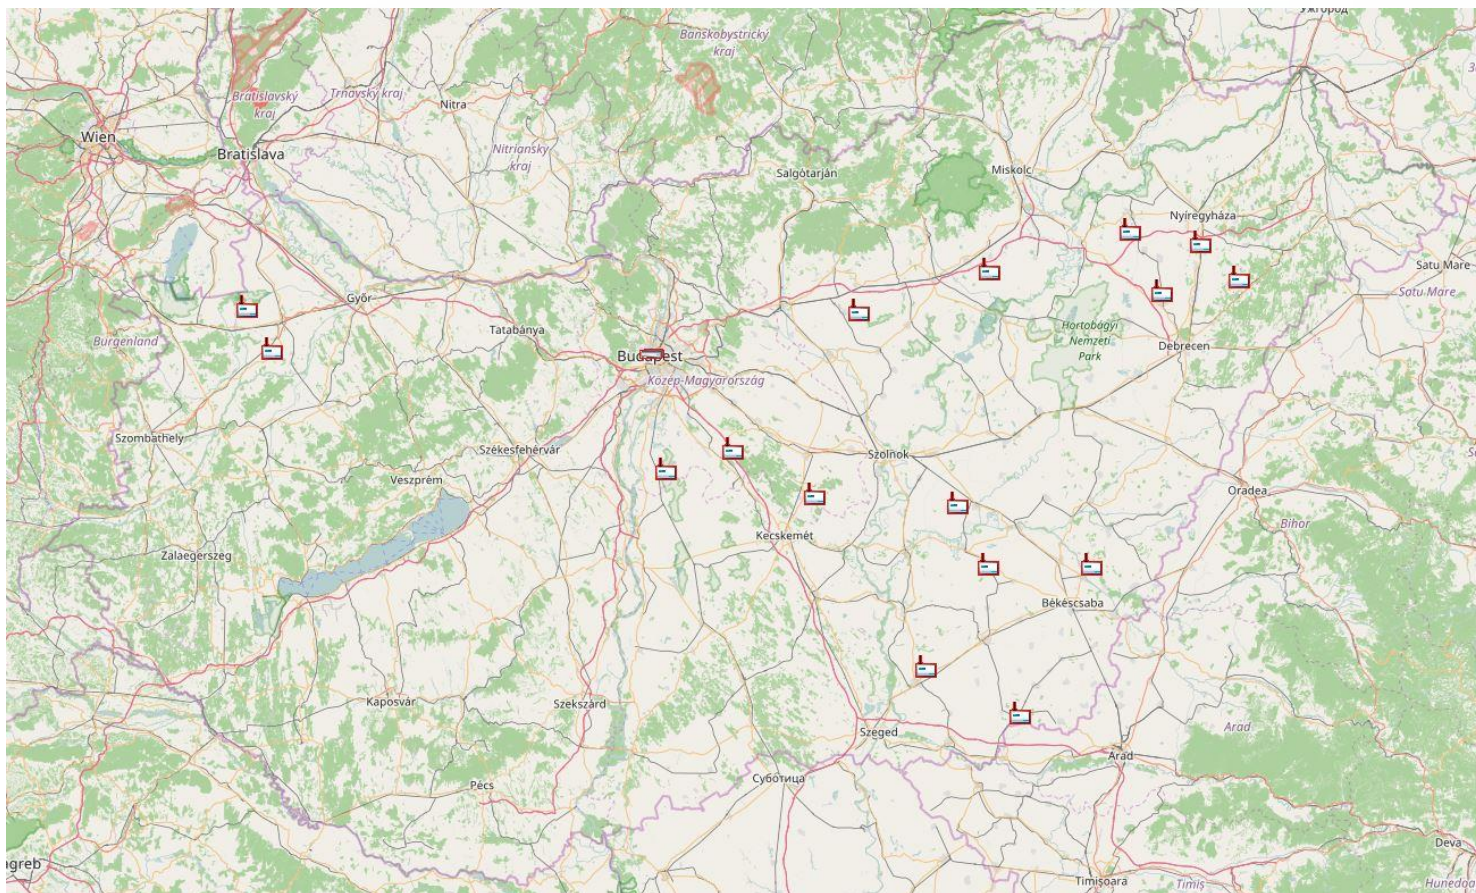 Ужгород
Banskobystrický
kraj
Wien
Bratislavský
kraj
Trnavský kraj
Nitra
Bratislava
Nitriansky
kraj
Salgótarján
Miskolc
Nyíregyháza
Satu Mare
Satu Mare
Győr
Tatabánya
Burgenland
Budapest
Közép-Magyarország
Hortobágyi
Nemzeti
Park
Debrecen
Szombathely
Székesfehérvár
Veszprém
Szolnok
Oradea
Bihor
Zalaegerszeg
Kecskemét
Békéscsaba
Kaposvár
Szekszárd
Szeged
Arad
Arad
Pécs
Суботица
Deva
agreb
Timișoara
Timiș
Hunedoa